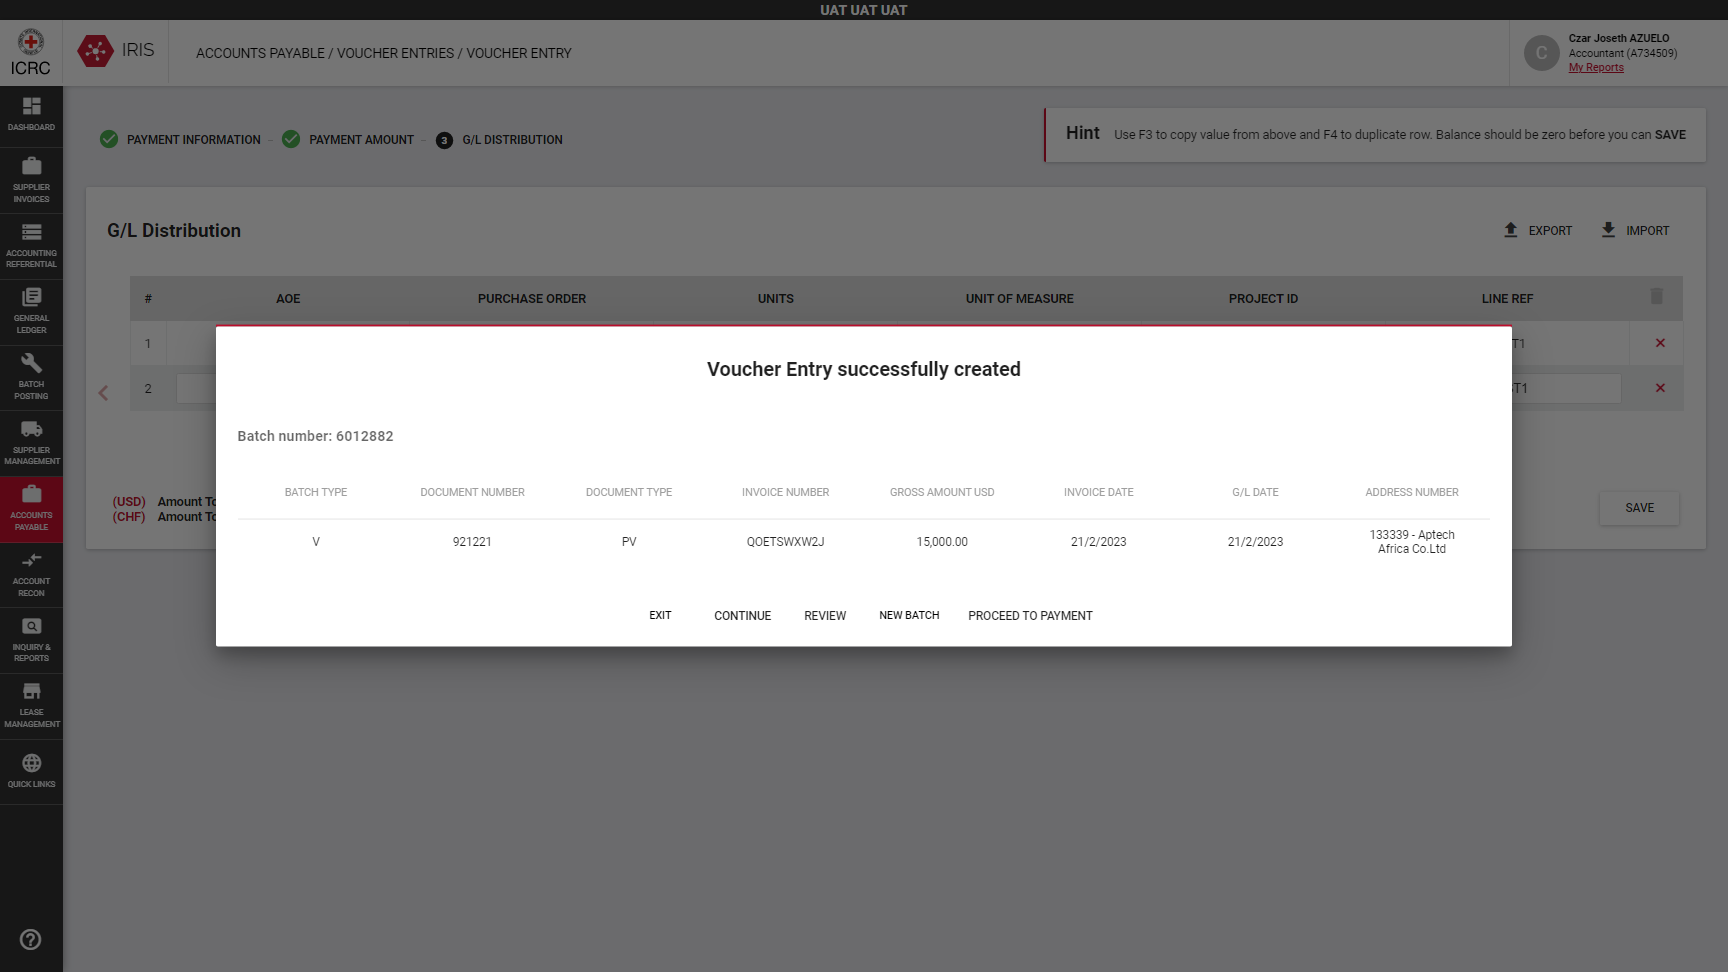 UAT UAT UAT
ICRC
IRIS
ACCOUNTS PAYABLE / VOUCHER ENTRIES / VOUCHER ENTRY
C
Czar Joseth AZUELO
Accountant (A734509)
My Reports
DASHBOARD
SUPPLIER
INVOICES
ACCOUNTING
REFERENTIAL
GENERAL
LEDGER
BATCH
POSTING
SUPPLIER
MANAGEMENT
ACCOUNTS
PAYABLE
ACCOUNT
RECON
INQUIRY &
REPORTS
LEASE
MANAGEMENT
QUICK LINKS
PAYMENT INFORMATION
PAYMENT AMOUNT
3 G/L DISTRIBUTION
Hint Use F3 to copy value from above and F4 to duplicate row. Balance should be zero before you can SAVE
G/L Distribution
EXPORT IMPORT
# AOE PURCHASE ORDER UNITS UNIT OF MEASURE PROJECT ID LINE REF
1 T1
2 T1
(USD) Amount To
(CHF) Amount To
SAVE
Voucher Entry successfully created
Batch number: 6012882
BATCH TYPE DOCUMENT NUMBER DOCUMENT TYPE INVOICE NUMBER GROSS AMOUNT USD INVOICE DATE G/L DATE ADDRESS NUMBER
V 921221 PV QOETSWXW2J 15,000.00 21/2/2023 21/2/2023 133339 - Aptech
Africa Co.Ltd
EXIT CONTINUE REVIEW NEW BATCH PROCEED TO PAYMENT